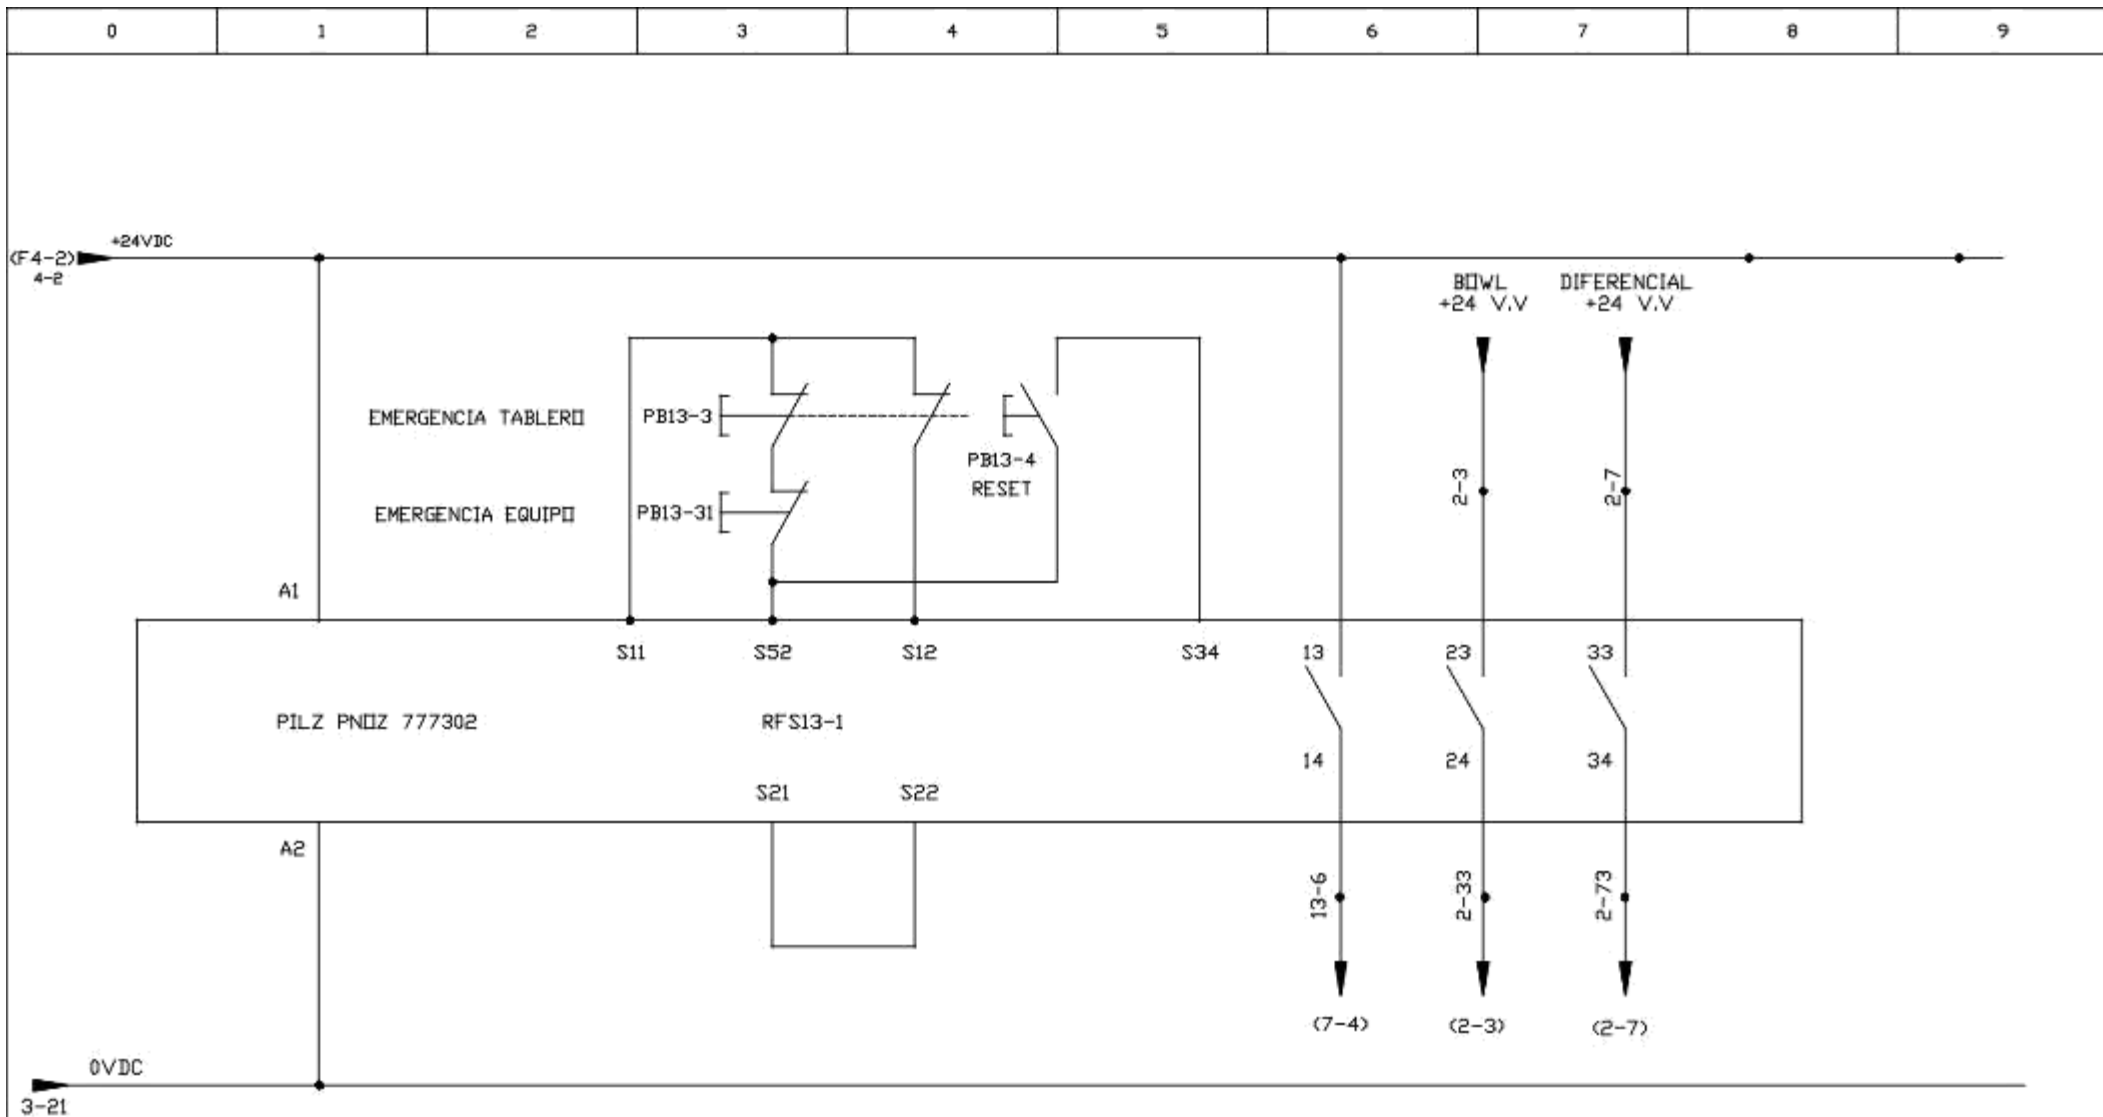 0 1 2 3 4 5 6 7 8 9
+24VDC
(F4-2)
4-2
BOWL
+24 V.V
DIFERENCIAL
+24 V.V
EMERGENCIA TABLERO
PB13-3
PB13-4
RESET
2-3
2-7
EMERGENCIA EQUIPO
PB13-31
A1
S11 S52 S12 S34 13 23 33
PILZ PNOZ 777302
RFS13-1
14 24 34
S21 S22
A2
13-6
2-33
2-73
(7-4) (2-3) (2-7)
0VDC
3-21